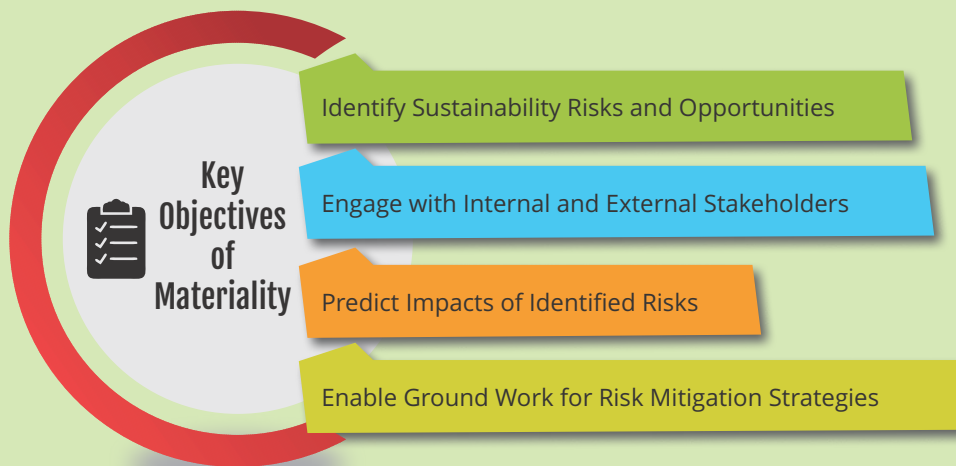 Key
Objectives
of
Materiality
Identify Sustainability Risks and Opportunities
Engage with Internal and External Stakeholders
Predict Impacts of Identified Risks
Enable Ground Work for Risk Mitigation Strategies